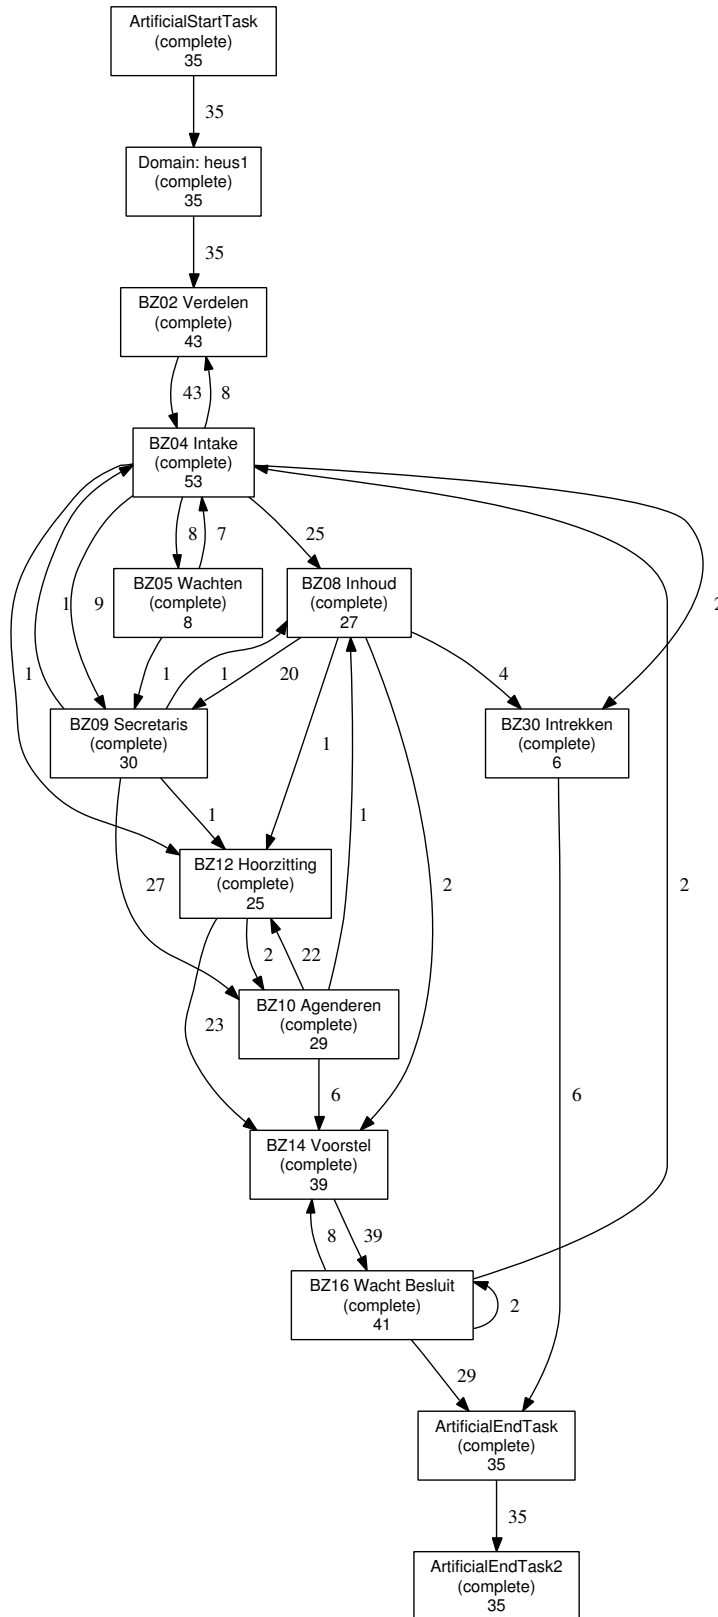 ArtificialStartTask
(complete)
35
35
Domain: heus1
(complete)
35
35
BZ02 Verdelen
(complete)
43
43
8
BZ04 Intake
(complete)
53
8
7
25
BZ05 Wachten
(complete)
8
BZ08 Inhoud
(complete)
27
1
9
2
1
1
1
20
4
BZ09 Secretaris
(complete)
30
BZ30 Intrekken
(complete)
6
1
1
1
BZ12 Hoorzitting
(complete)
25
27
2
2
2
22
BZ10 Agenderen
(complete)
29
23
6
6
BZ14 Voorstel
(complete)
39
8
39
BZ16 Wacht Besluit
(complete)
41
2
29
ArtificialEndTask
(complete)
35
35
ArtificialEndTask2
(complete)
35